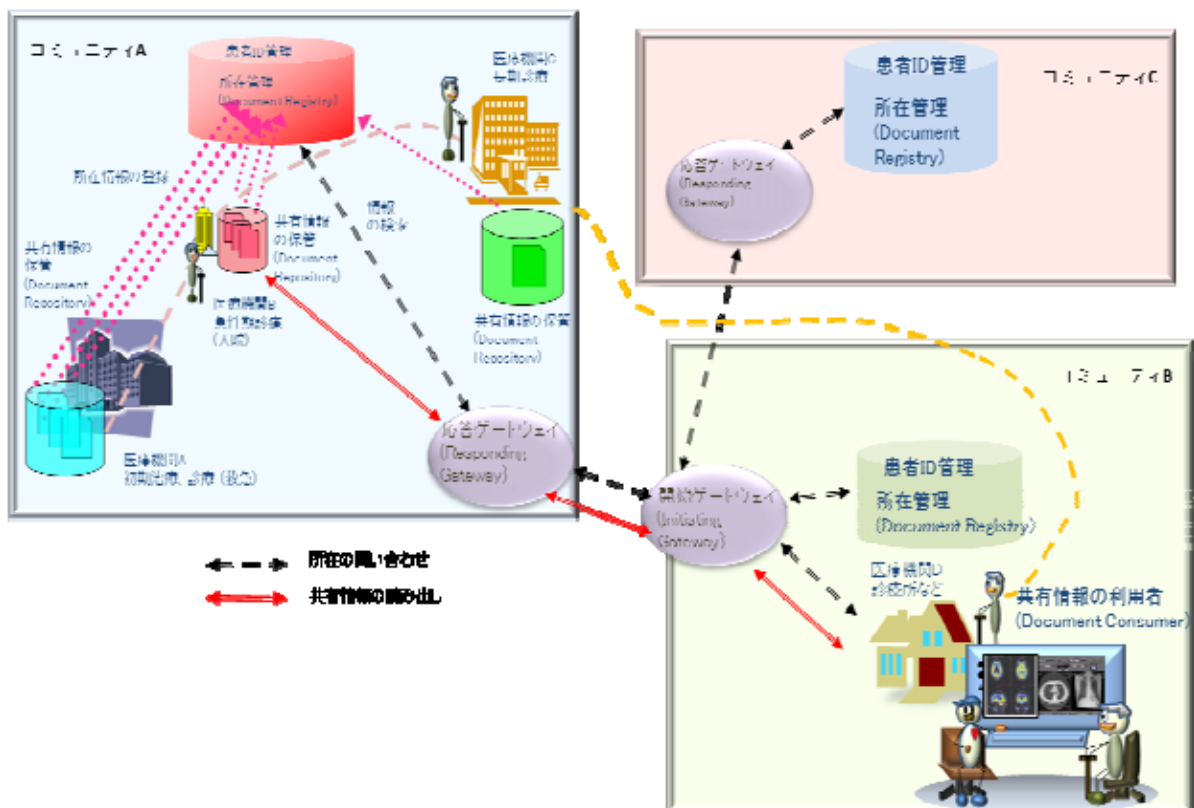 コミュニティA
患者ID管理
所在管理
(Document Registry)
医療機関C
長期診療
所在情報の登録
情報
の検索
共有情報
の保管
(Document
Repository)
共有情報の
保管
(Document
Repository)
医療機関B
急性期診療
(入院)
共有情報の保管
(Document
Repository)
医療機関A
初期治療、診療 (救急)
応答ゲートウェイ
(Responding
Gateway)
コミュニティC
患者ID管理
所在管理
(Document
Registry)
応答ゲートウェイ
(Responding
Gateway)
コミュニティB
患者ID管理
所在管理
(Document Registry)
開始ゲートウェイ
(Initiating
Gateway)
医療機関D
診療所など
共有情報の利用者
(Document Consumer)
所在の問い合わせ
共有情報の読み出し